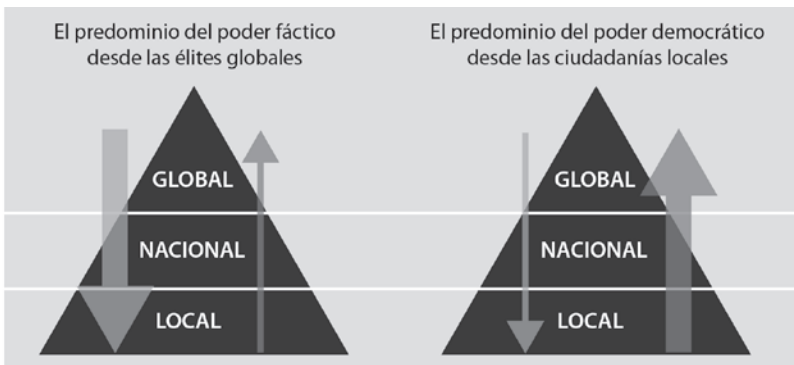 El predominio del poder fáctico
desde las élites globales
GLOBAL
NACIONAL
LOCAL
El predominio del poder democrático
desde las ciudadanías locales
GLOBAL
NACIONAL
LOCAL